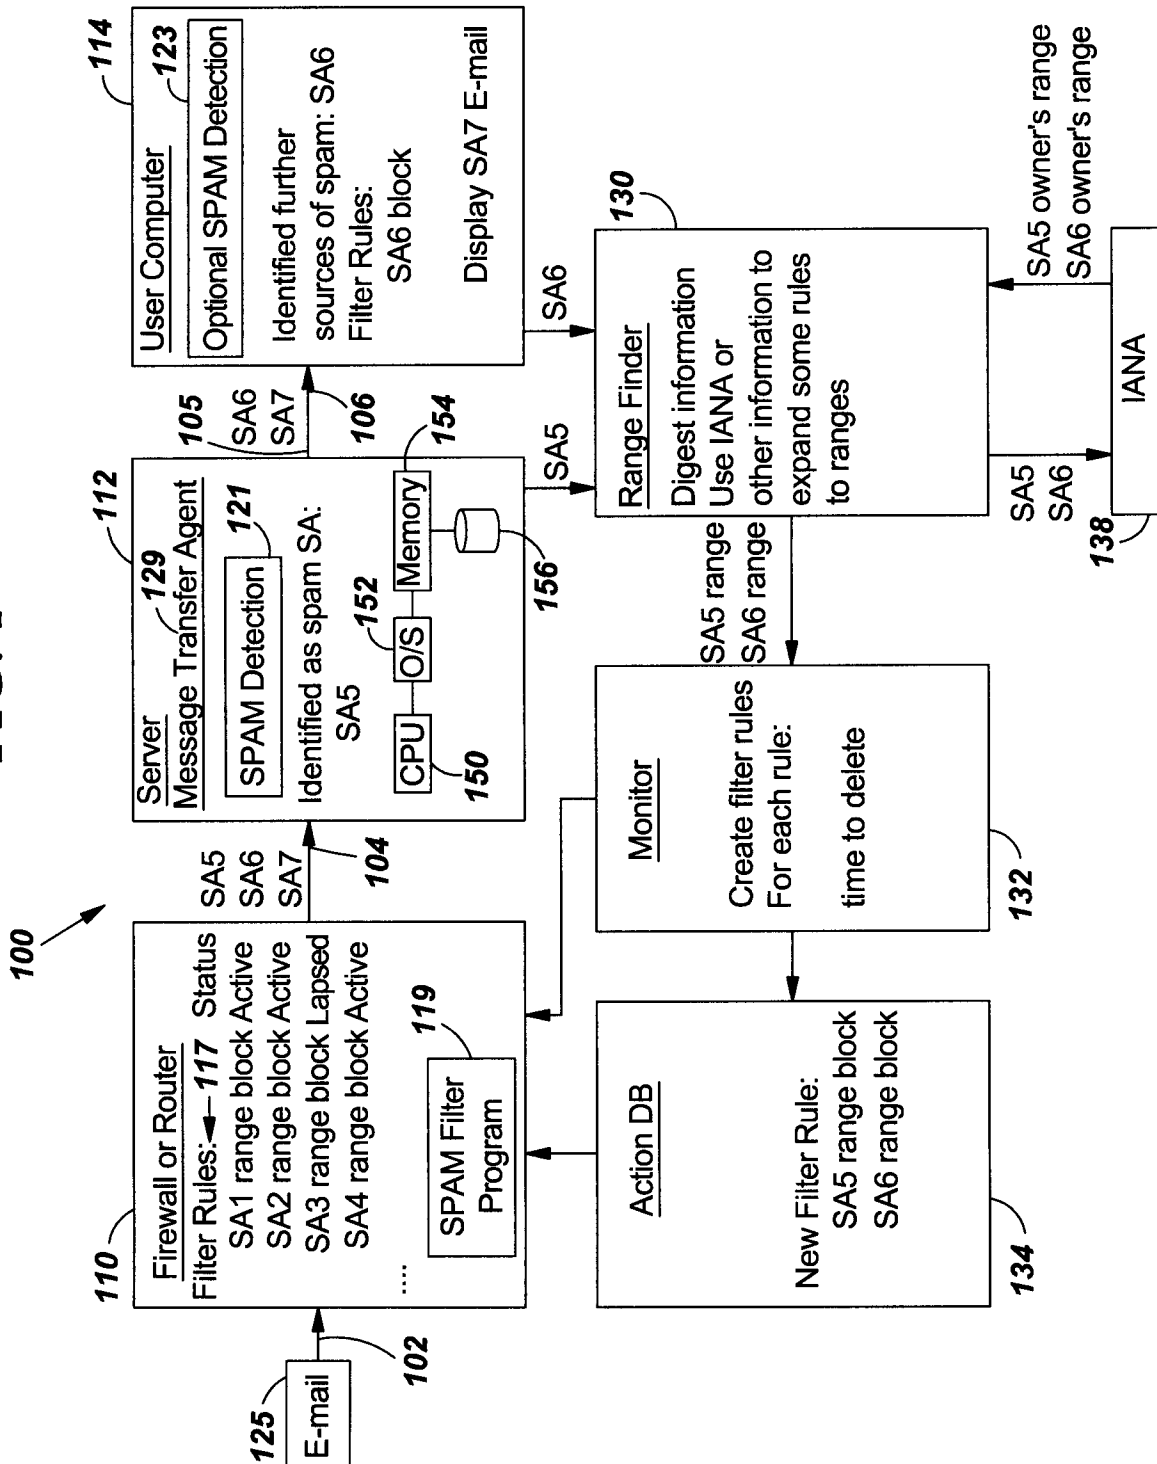 100
110
Firewall or Router
Filter Rules: 117 Status
SA1 range block Active
SA2 range block Active
SA3 range block Lapsed
SA4 range block Active
....
119
SPAM Filter
Program
125
E-mail
102
SA5
SA6
SA7
104
112
Server
129
Message Transfer Agent
121
SPAM Detection
Identified as spam SA:
SA5
CPU
150
O/S
152
Memory
154
156
105
SA6
SA7
106
114
User Computer
123
Optional SPAM Detection
Identified further
sources of spam: SA6
Filter Rules:
SA6 block
Display SA7 E-mail
SA5
SA6
130
Range Finder
Digest information
Use IANA or
other information to
expand some rules
to ranges
SA5 range
SA6 range
Monitor
Create filter rules
For each rule:
time to delete
132
Action DB
New Filter Rule:
SA5 range block
SA6 range block
134
SA5
SA6
SA5 owner's range
SA6 owner's range
138
IANA